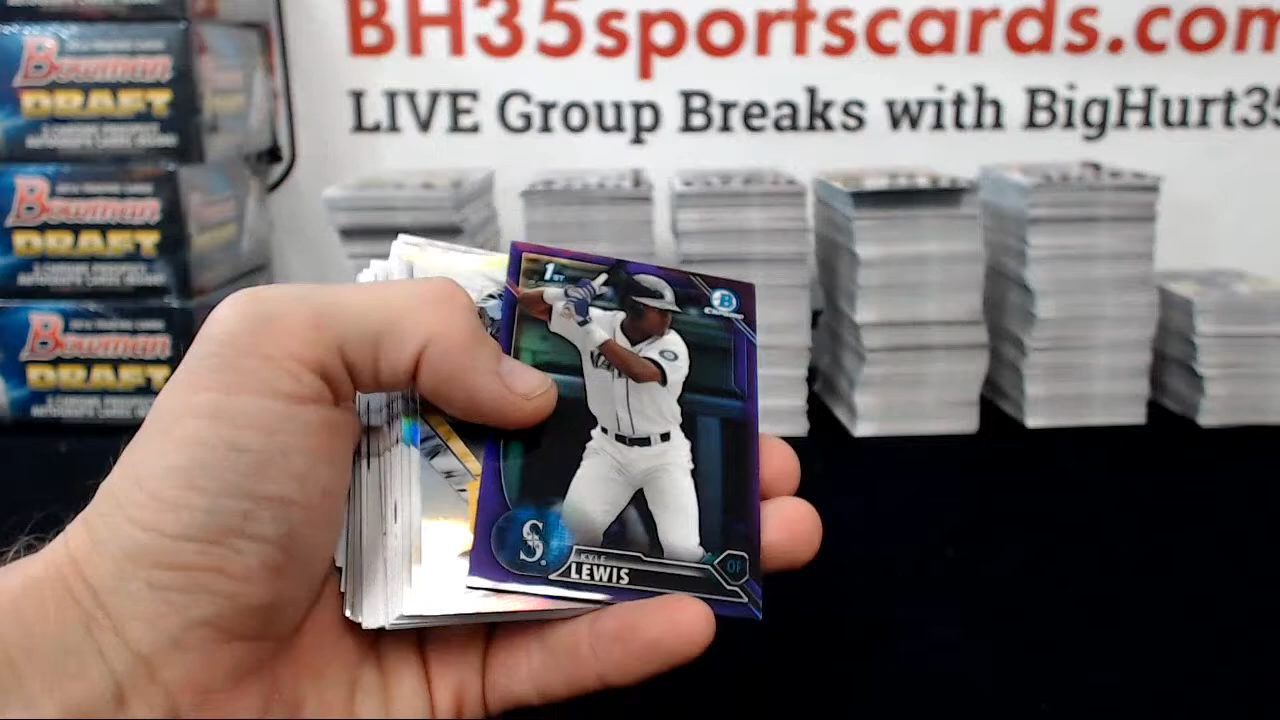 BH35sportscards.com
LIVE Group Breaks with BigHurt35
Bowman
DRAFT
Bowman
DRAFT
Bowman
DRAFT
1ST
B
S
KYLE
LEWIS
OF